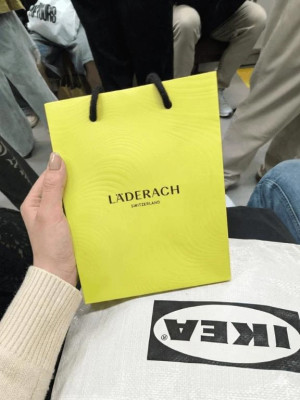 LÄDERACH
SWITZERLAND
IKEA
®